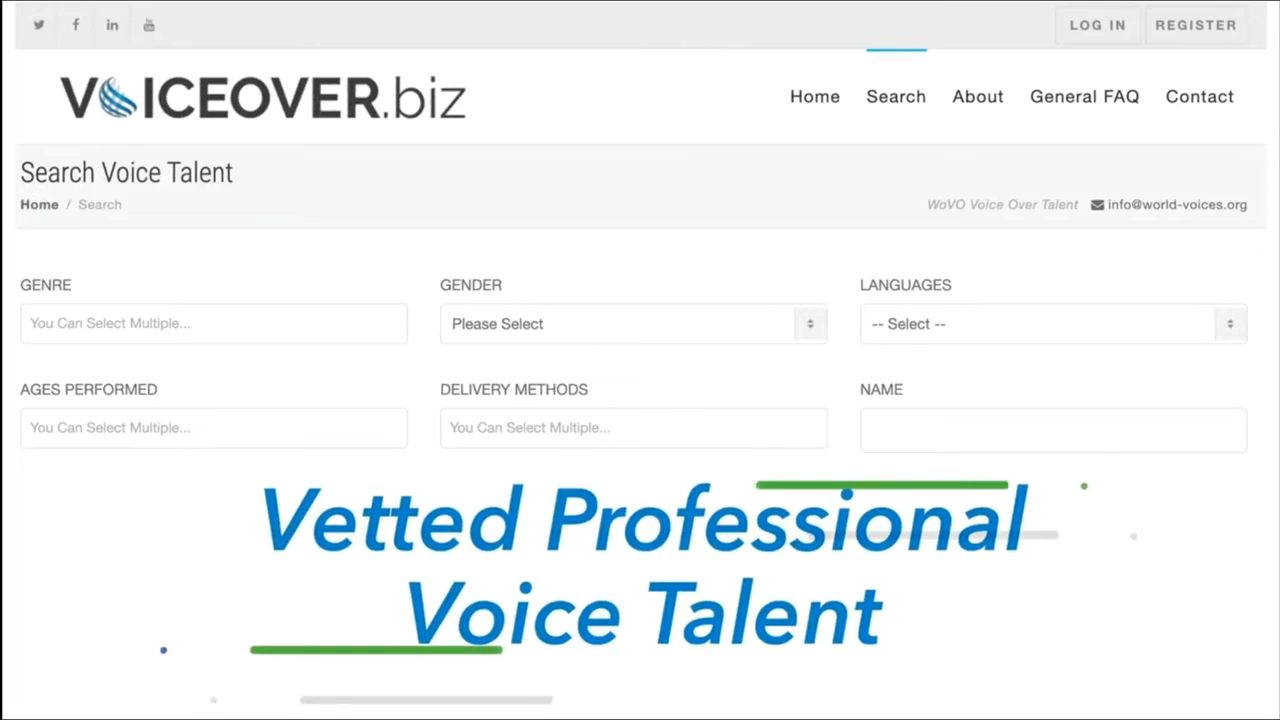 LOG IN
REGISTER
VOICEOVER.biz
Home
Search
About
General FAQ
Contact
Search Voice Talent
Home / Search
WoVO Voice Over Talent
info@world-voices.org
GENRE
GENDER
LANGUAGES
You Can Select Multiple...
Please Select
-- Select --
AGES PERFORMED
DELIVERY METHODS
NAME
You Can Select Multiple...
You Can Select Multiple...
Vetted Professional
Voice Talent